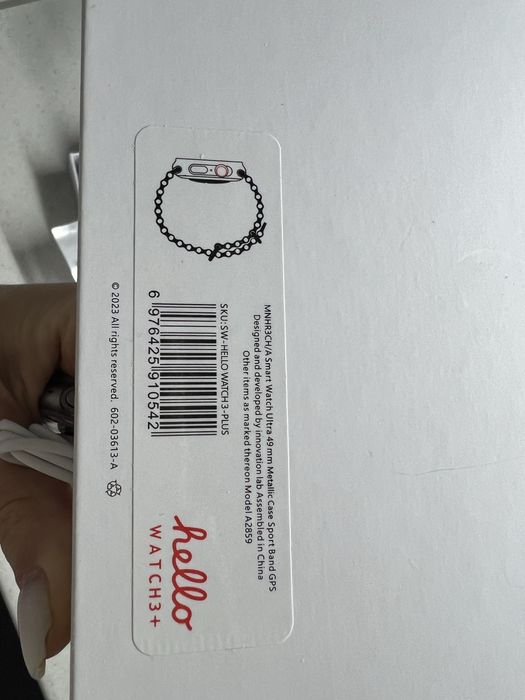 MNHR3CH/A Smart Watch Ultra 49 mm Metallic Case Sport Band GPS
Designed and developed by innovation lab Assembled in China
Other items as marked thereon Model A2859
SKU:SW-HELLO WATCH 3-PLUS
6 976425 910542
hello
WATCH3+
© 2023 All rights reserved. 602-03613-A